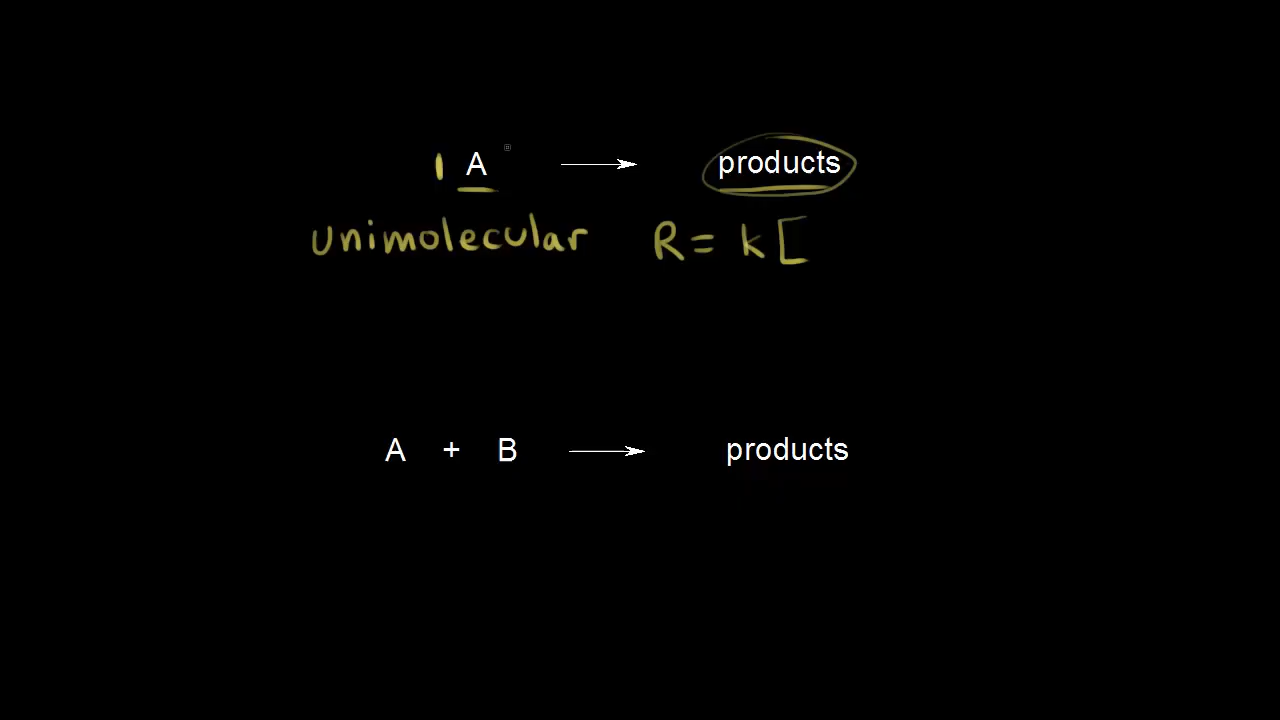 1 A → products
unimolecular R = k [
A + B → products